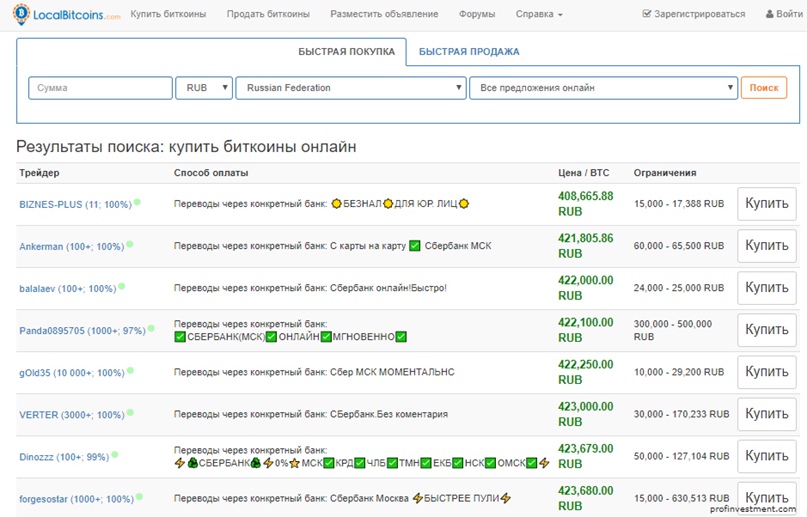 LocalBitcoins.com Купить биткоины Продать биткоины Разместить объявление Форумы Справка Зарегистрироваться Войти
БЫСТРАЯ ПОКУПКА БЫСТРАЯ ПРОДАЖА
Сумма RUB Russian Federation Все предложения онлайн Поиск
Результаты поиска: купить биткоины онлайн
Трейдер Способ оплаты Цена / BTC Ограничения
BIZNES-PLUS (11; 100%) Переводы через конкретный банк: БЕЗНАЛ ДЛЯ ЮР. ЛИЦ 408,665.88 RUB 15,000 - 17,388 RUB Купить
Ankerman (100+; 100%) Переводы через конкретный банк: С карты на карту ✅ Сбербанк МСК 421,805.86 RUB 60,000 - 65,500 RUB Купить
balalaev (100+; 100%) Переводы через конкретный банк: Сбербанк онлайн!Быстро! 422,000.00 RUB 24,000 - 25,000 RUB Купить
Panda0895705 (1000+; 97%) Переводы через конкретный банк: ✅СБЕРБАНК(МСК)✅ОНЛАЙН✅МГНОВЕННО✅ 422,100.00 RUB 300,000 - 500,000 RUB Купить
gOld35 (10 000+; 100%) Переводы через конкретный банк: Сбер МСК МОМЕНТАЛЬНС 422,250.00 RUB 10,000 - 29,200 RUB Купить
VERTER (3000+; 100%) Переводы через конкретный банк: СБербанк.Без коментария 423,000.00 RUB 30,000 - 170,233 RUB Купить
Dinozzz (100+; 99%) Переводы через конкретный банк: ⚡СБЕРБАНК⚡0%⭐МСК✅КРД✅ЧЛБ✅ТМН✅ЕКБ✅НСК✅ОМСК✅⚡ 423,679.00 RUB 50,000 - 127,104 RUB Купить
forgesostar (1000+; 100%) Переводы через конкретный банк: Сбербанк Москва ⚡БЫСТРЕЕ ПУЛИ⚡ 423,680.00 RUB 15,000 - 630,513 RUB Купить
profinvestment.com